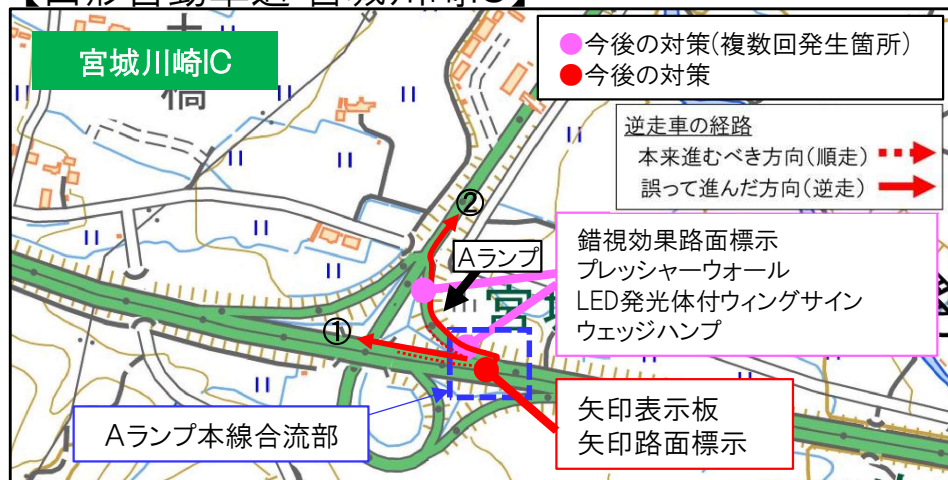 宮城川崎IC
●今後の対策(複数回発生箇所)
●今後の対策
逆走車の経路
本来進むべき方向(順走)
誤って進んだ方向(逆走)
橋
②
Aランプ
宮城
①
錯視効果路面標示
プレッシャーウォール
LED発光体付ウィングサイン
ウェッジハンプ
Aランプ本線合流部
矢印表示板
矢印路面標示